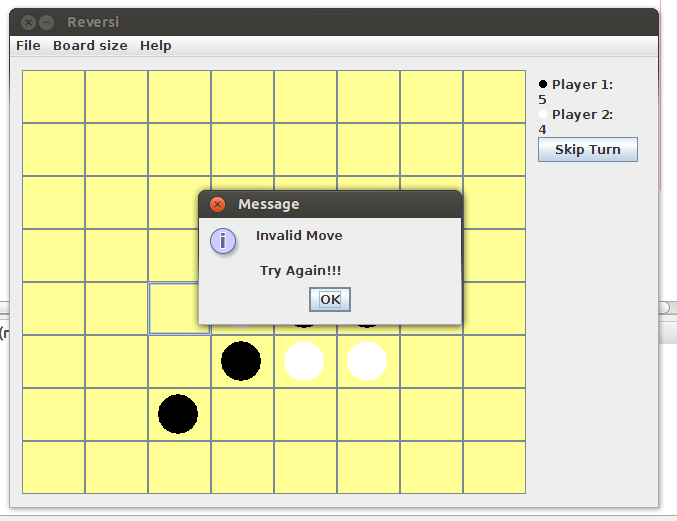 Reversi
File Board size Help
Player 1:
5
Player 2:
4
Skip Turn
Message
Invalid Move
Try Again!!!
OK